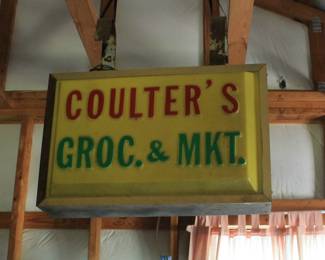 COULTER'S
GROC. & MKT.